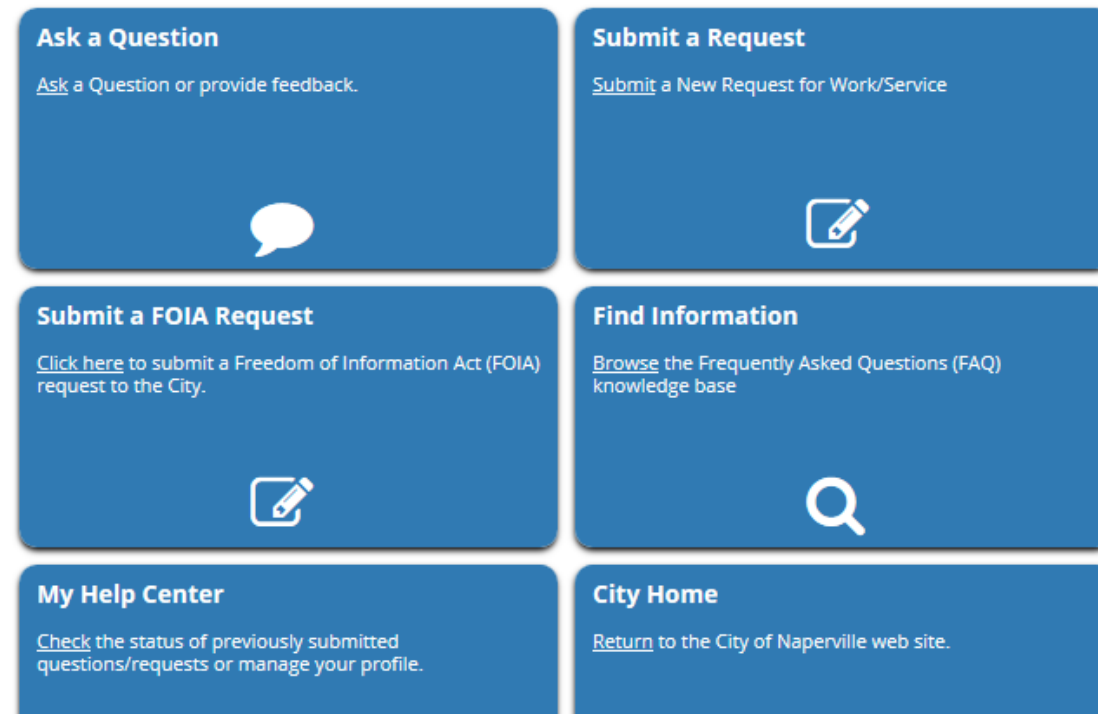 Ask a Question
Ask a Question or provide feedback.
Submit a Request
Submit a New Request for Work/Service
Submit a FOIA Request
Click here to submit a Freedom of Information Act (FOIA)
request to the City.
Find Information
Browse the Frequently Asked Questions (FAQ)
knowledge base
My Help Center
Check the status of previously submitted
questions/requests or manage your profile.
City Home
Return to the City of Naperville web site.